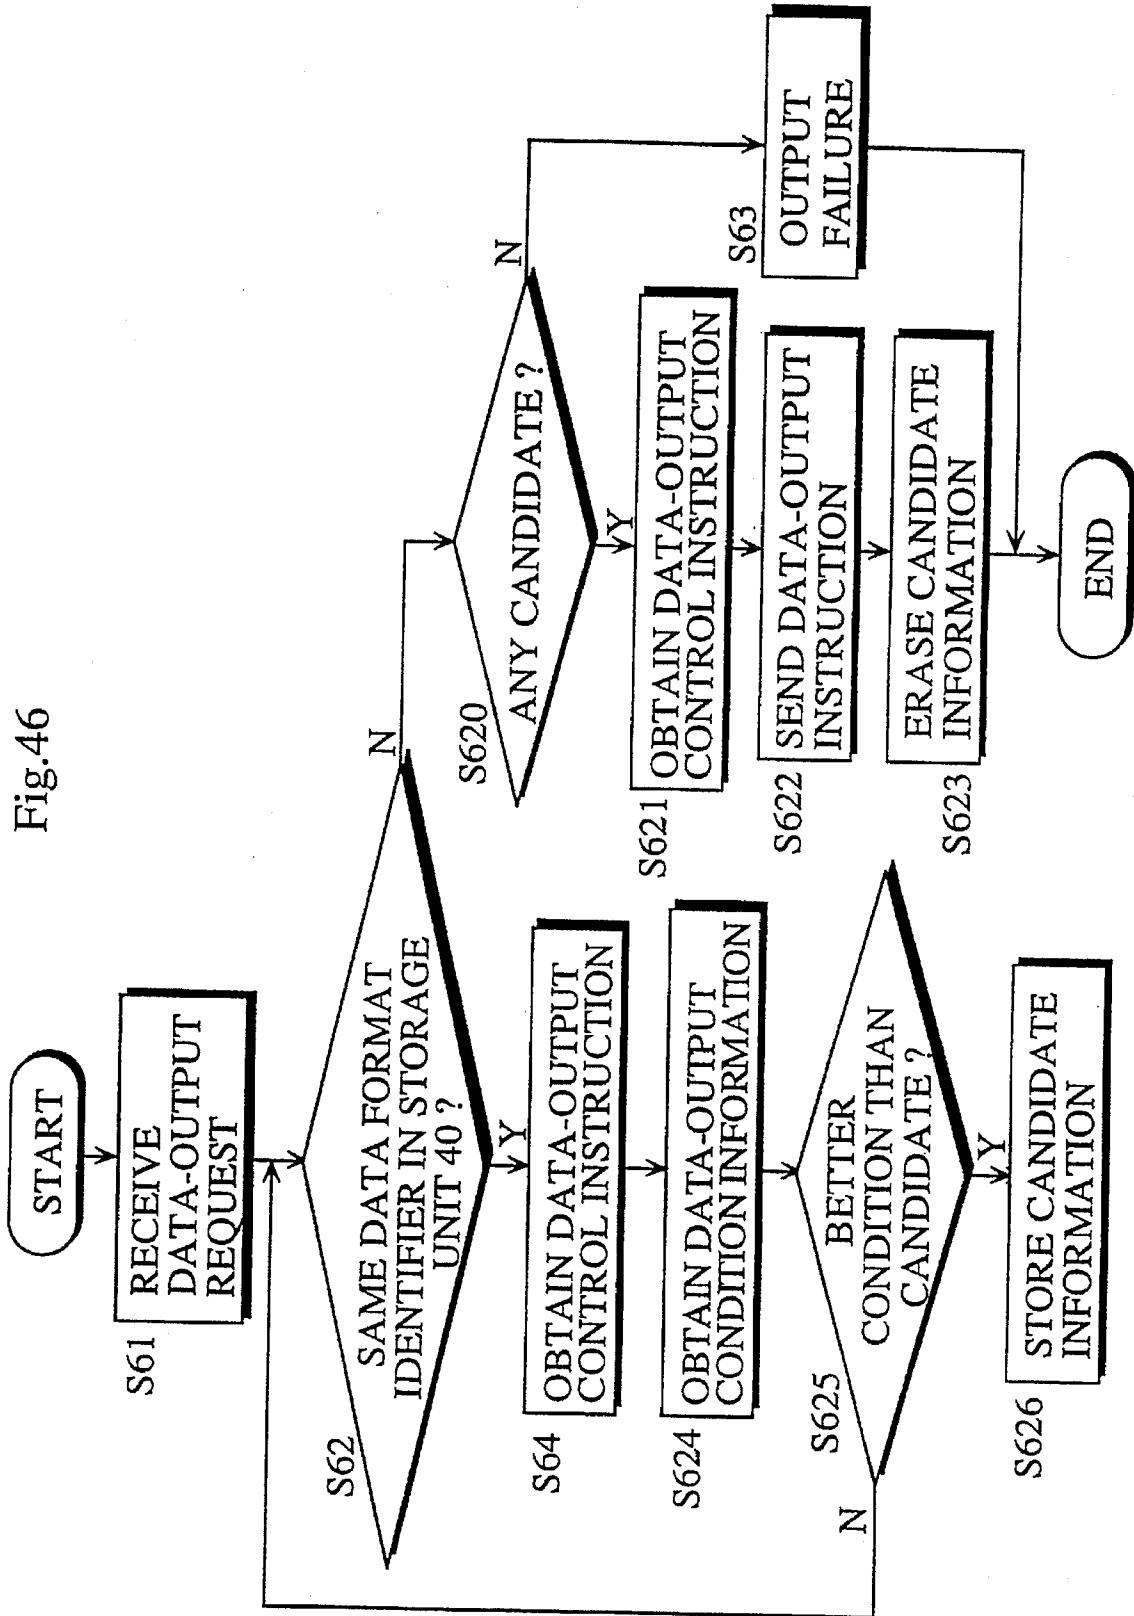 Fig.46
START
S61
RECEIVE
DATA-OUTPUT
REQUEST
S62
SAME DATA FORMAT
IDENTIFIER IN STORAGE
UNIT 40 ?
N
Y
S64
OBTAIN DATA-OUTPUT
CONTROL INSTRUCTION
S624
OBTAIN DATA-OUTPUT
CONDITION INFORMATION
S625
BETTER
CONDITION THAN
CANDIDATE ?
N
Y
S626
STORE CANDIDATE
INFORMATION
S620
ANY CANDIDATE ?
N
Y
S621
OBTAIN DATA-OUTPUT
CONTROL INSTRUCTION
S622
SEND DATA-OUTPUT
INSTRUCTION
S623
ERASE CANDIDATE
INFORMATION
S63
OUTPUT
FAILURE
END